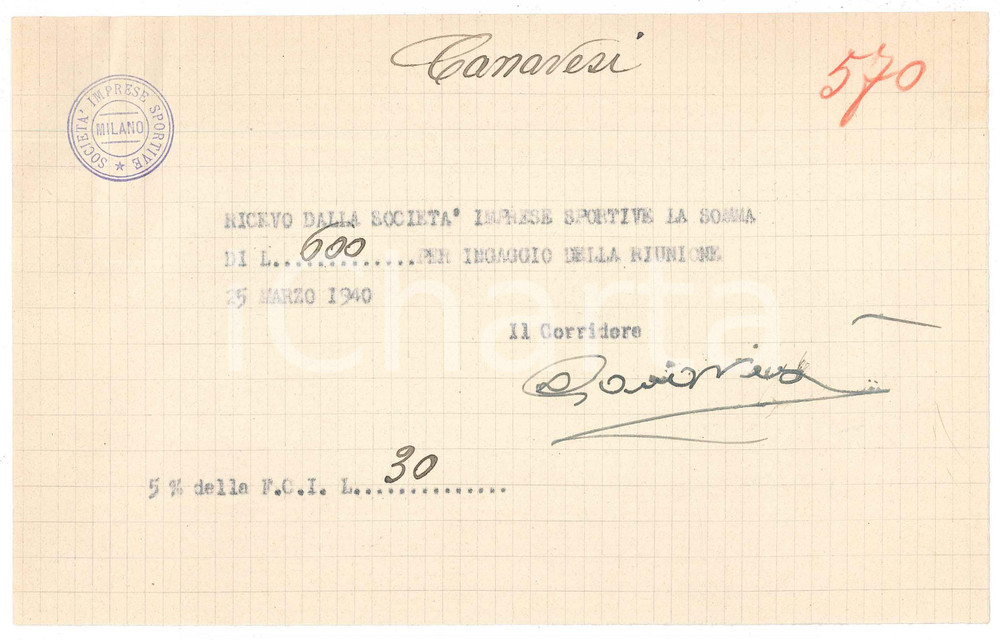 Canavesi
570
SOCIETA' IMPRESE SPORTIVE
MILANO
RICEVO DALLA SOCIETA' IMPRESE SPORTIVE LA SOMMA
DI L. 600 PER INGAGGIO DELLA RIUNIONE
25 MARZO 1940
iCharta
Il Corridore
5 % della F.C.I. L. 30